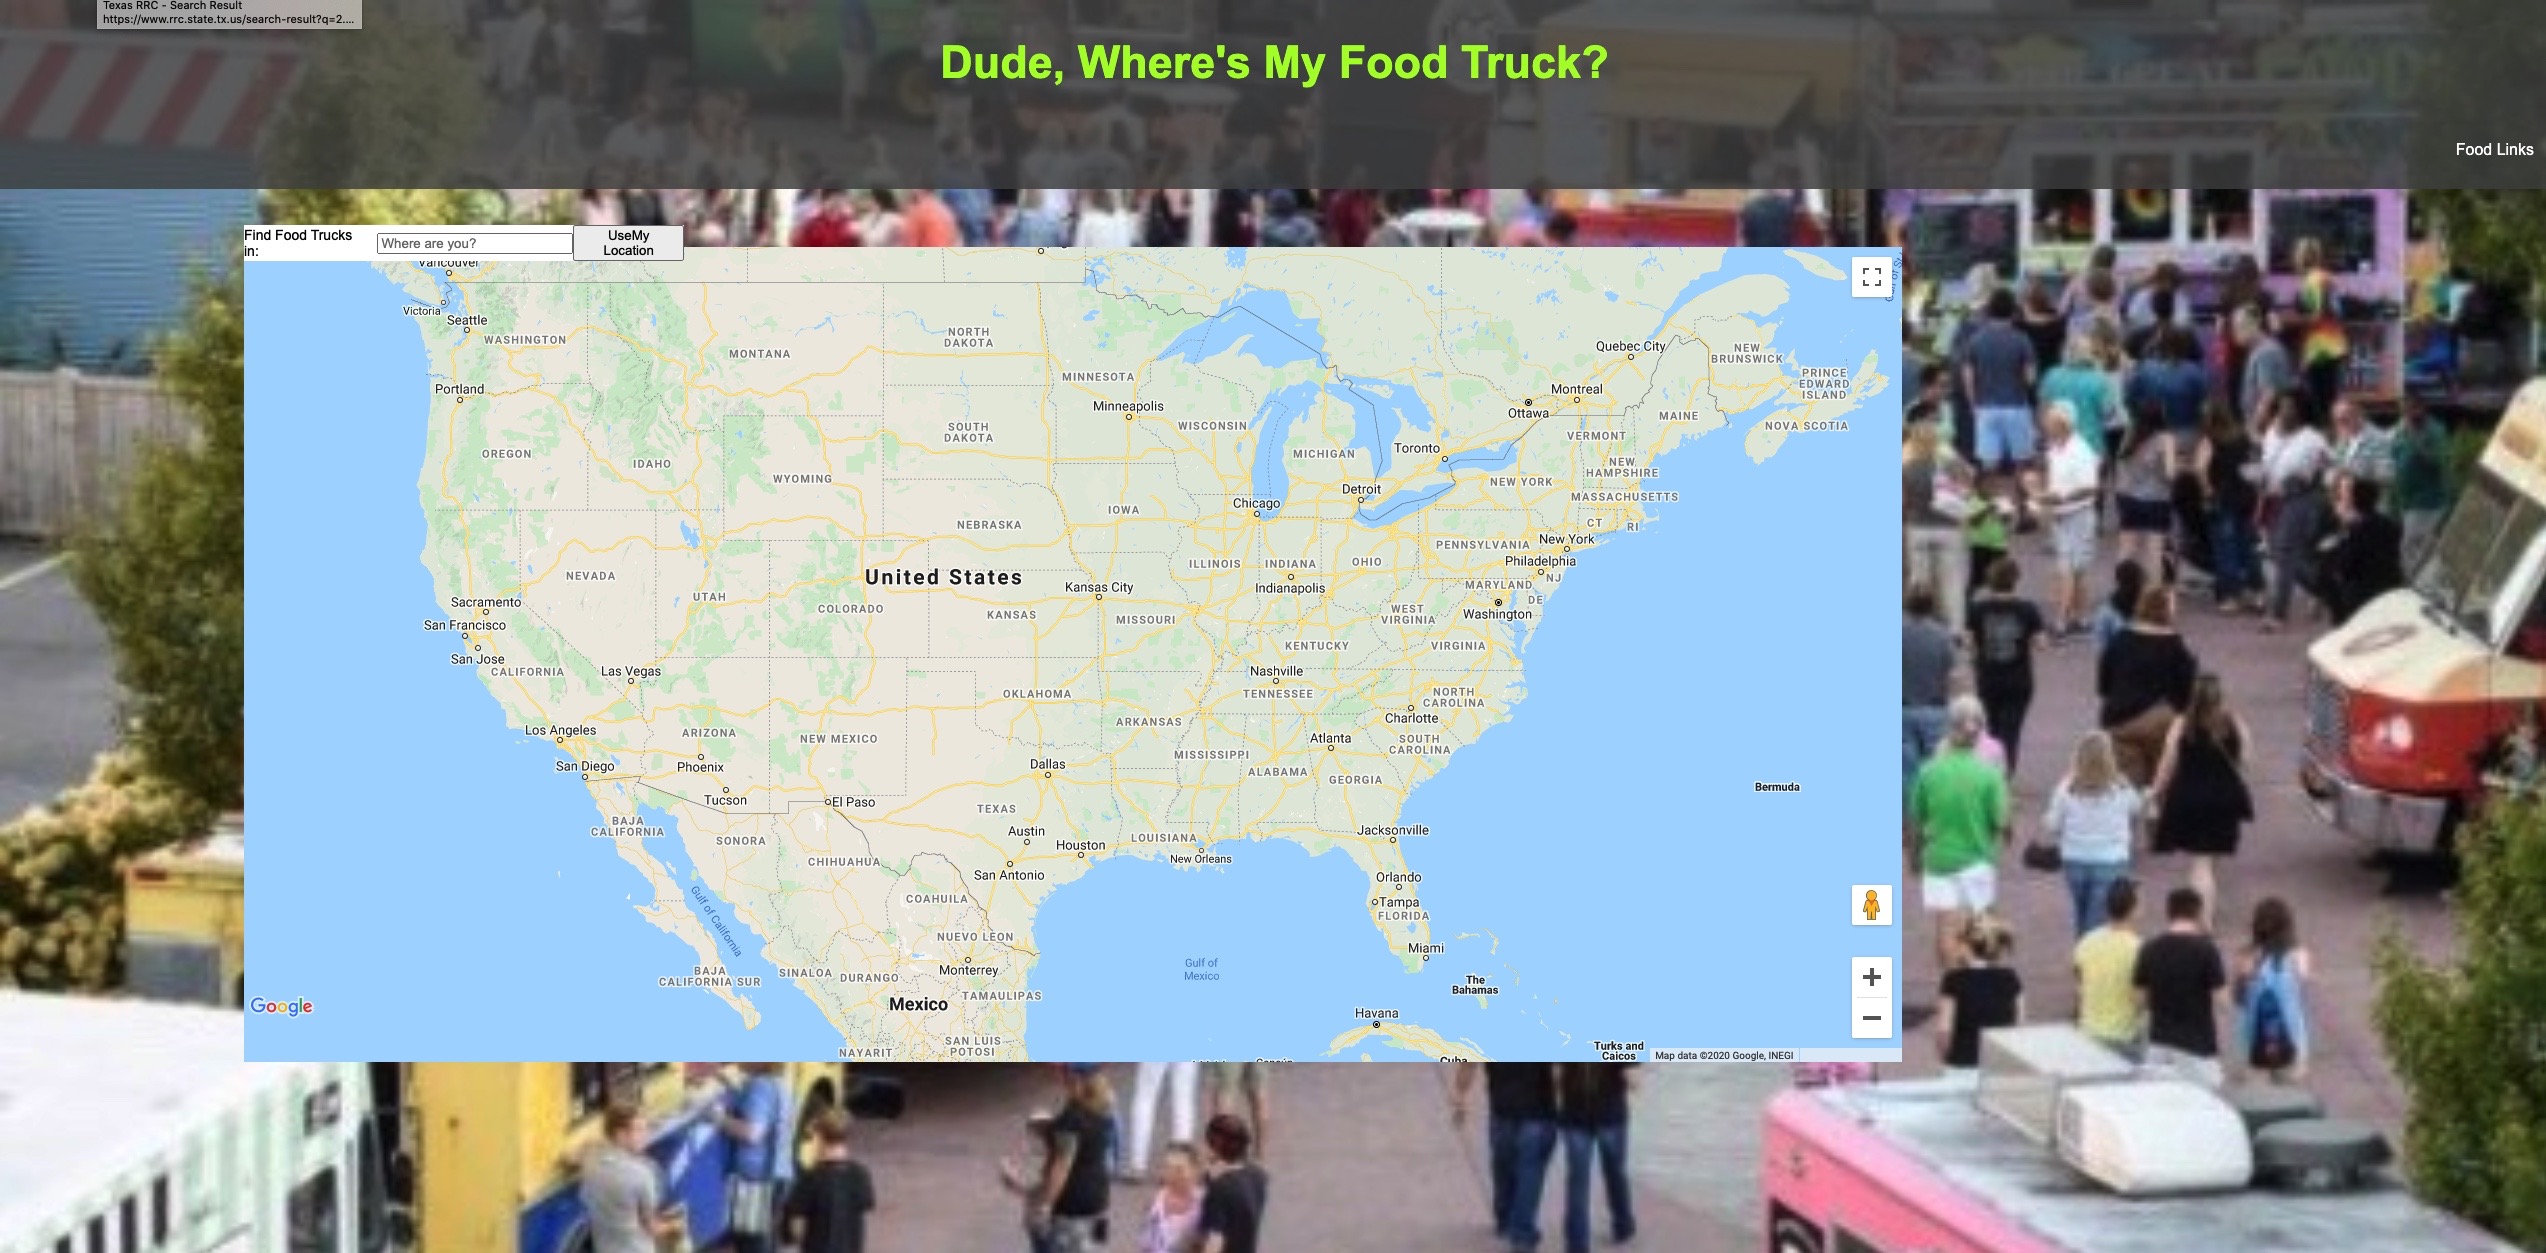 Texas RRC - Search Result
https://www.rrc.state.tx.us/search-result?q=2....
Dude, Where's My Food Truck?
Food Links
Find Food Trucks
in:
Where are you?
UseMy
Location
Vancouver
Victoria
Seattle
WASHINGTON
MONTANA
NORTH
DAKOTA
MINNESOTA
Quebec City
NEW
BRUNSWICK
PRINCE
EDWARD
ISLAND
Portland
Minneapolis
Montreal
Ottawa
MAINE
NOVA SCOTIA
OREGON
IDAHO
WYOMING
SOUTH
DAKOTA
WISCONSIN
MICHIGAN
Toronto
VERMONT
NEW
HAMPSHIRE
NEW YORK
MASSACHUSETTS
Detroit
Chicago
IOWA
NEBRASKA
CT
RI
PENNSYLVANIA
New York
Philadelphia
NJ
ILLINOIS
INDIANA
OHIO
Indianapolis
MARYLAND
DE
Washington
NEVADA
UTAH
United States
COLORADO
KANSAS
Kansas City
MISSOURI
WEST
VIRGINIA
KENTUCKY
VIRGINIA
Sacramento
San Francisco
San Jose
CALIFORNIA
Las Vegas
OKLAHOMA
Nashville
TENNESSEE
NORTH
CAROLINA
Charlotte
Los Angeles
ARIZONA
NEW MEXICO
ARKANSAS
Atlanta
SOUTH
CAROLINA
MISSISSIPPI
ALABAMA
GEORGIA
San Diego
Phoenix
Tucson
El Paso
Dallas
TEXAS
Bermuda
BAJA
CALIFORNIA
SONORA
CHIHUAHUA
Austin
Houston
San Antonio
LOUISIANA
New Orleans
Jacksonville
Orlando
Tampa
FLORIDA
Miami
COAHUILA
Gulf of California
NUEVO LEON
Monterrey
BAJA
CALIFORNIA SUR
SINALOA
DURANGO
TAMAULIPAS
Mexico
Gulf of
Mexico
The
Bahamas
Havana
Google
NAYARIT
SAN LUIS
POTOSI
Cuba
Turks and
Caicos
Map data ©2020 Google, INEGI